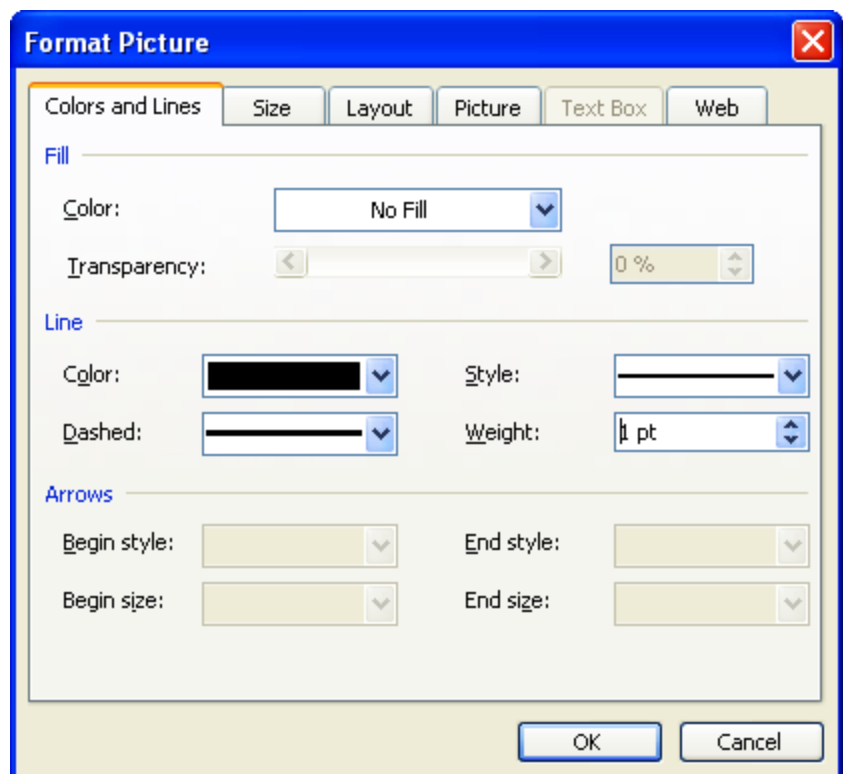 Format Picture
Colors and Lines Size Layout Picture Text Box Web
Fill
Color: No Fill
Transparency: 0 %
Line
Color: Style:
Dashed: Weight: 1 pt
Arrows
Begin style: End style:
Begin size: End size:
OK Cancel